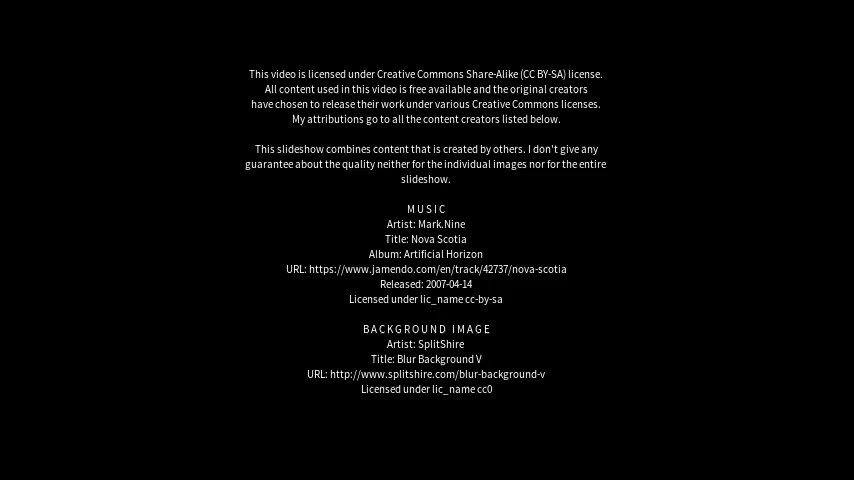 This video is licensed under Creative Commons Share-Alike (CC BY-SA) license.
All content used in this video is free available and the original creators
have chosen to release their work under various Creative Commons licenses.
My attributions go to all the content creators listed below.
This slideshow combines content that is created by others. I don't give any
guarantee about the quality neither for the individual images nor for the entire
slideshow.
MUSIC
Artist: Mark.Nine
Title: Nova Scotia
Album: Artificial Horizon
URL: https://www.jamendo.com/en/track/42737/nova-scotia
Released: 2007-04-14
Licensed under lic_name cc-by-sa
BACKGROUND IMAGE
Artist: SplitShire
Title: Blur Background V
URL: http://www.splitshire.com/blur-background-v
Licensed under lic_name cc0